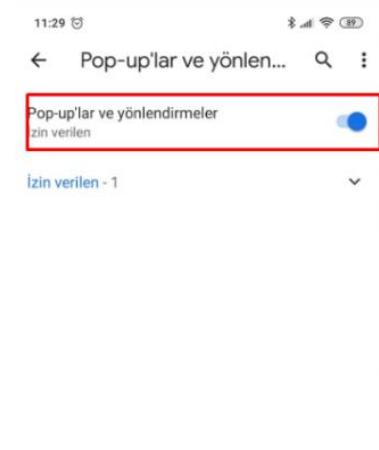 11:29
89
Pop-up'lar ve yönlen...
Pop-up'lar ve yönlendirmeler
İzin verilen
İzin verilen - 1